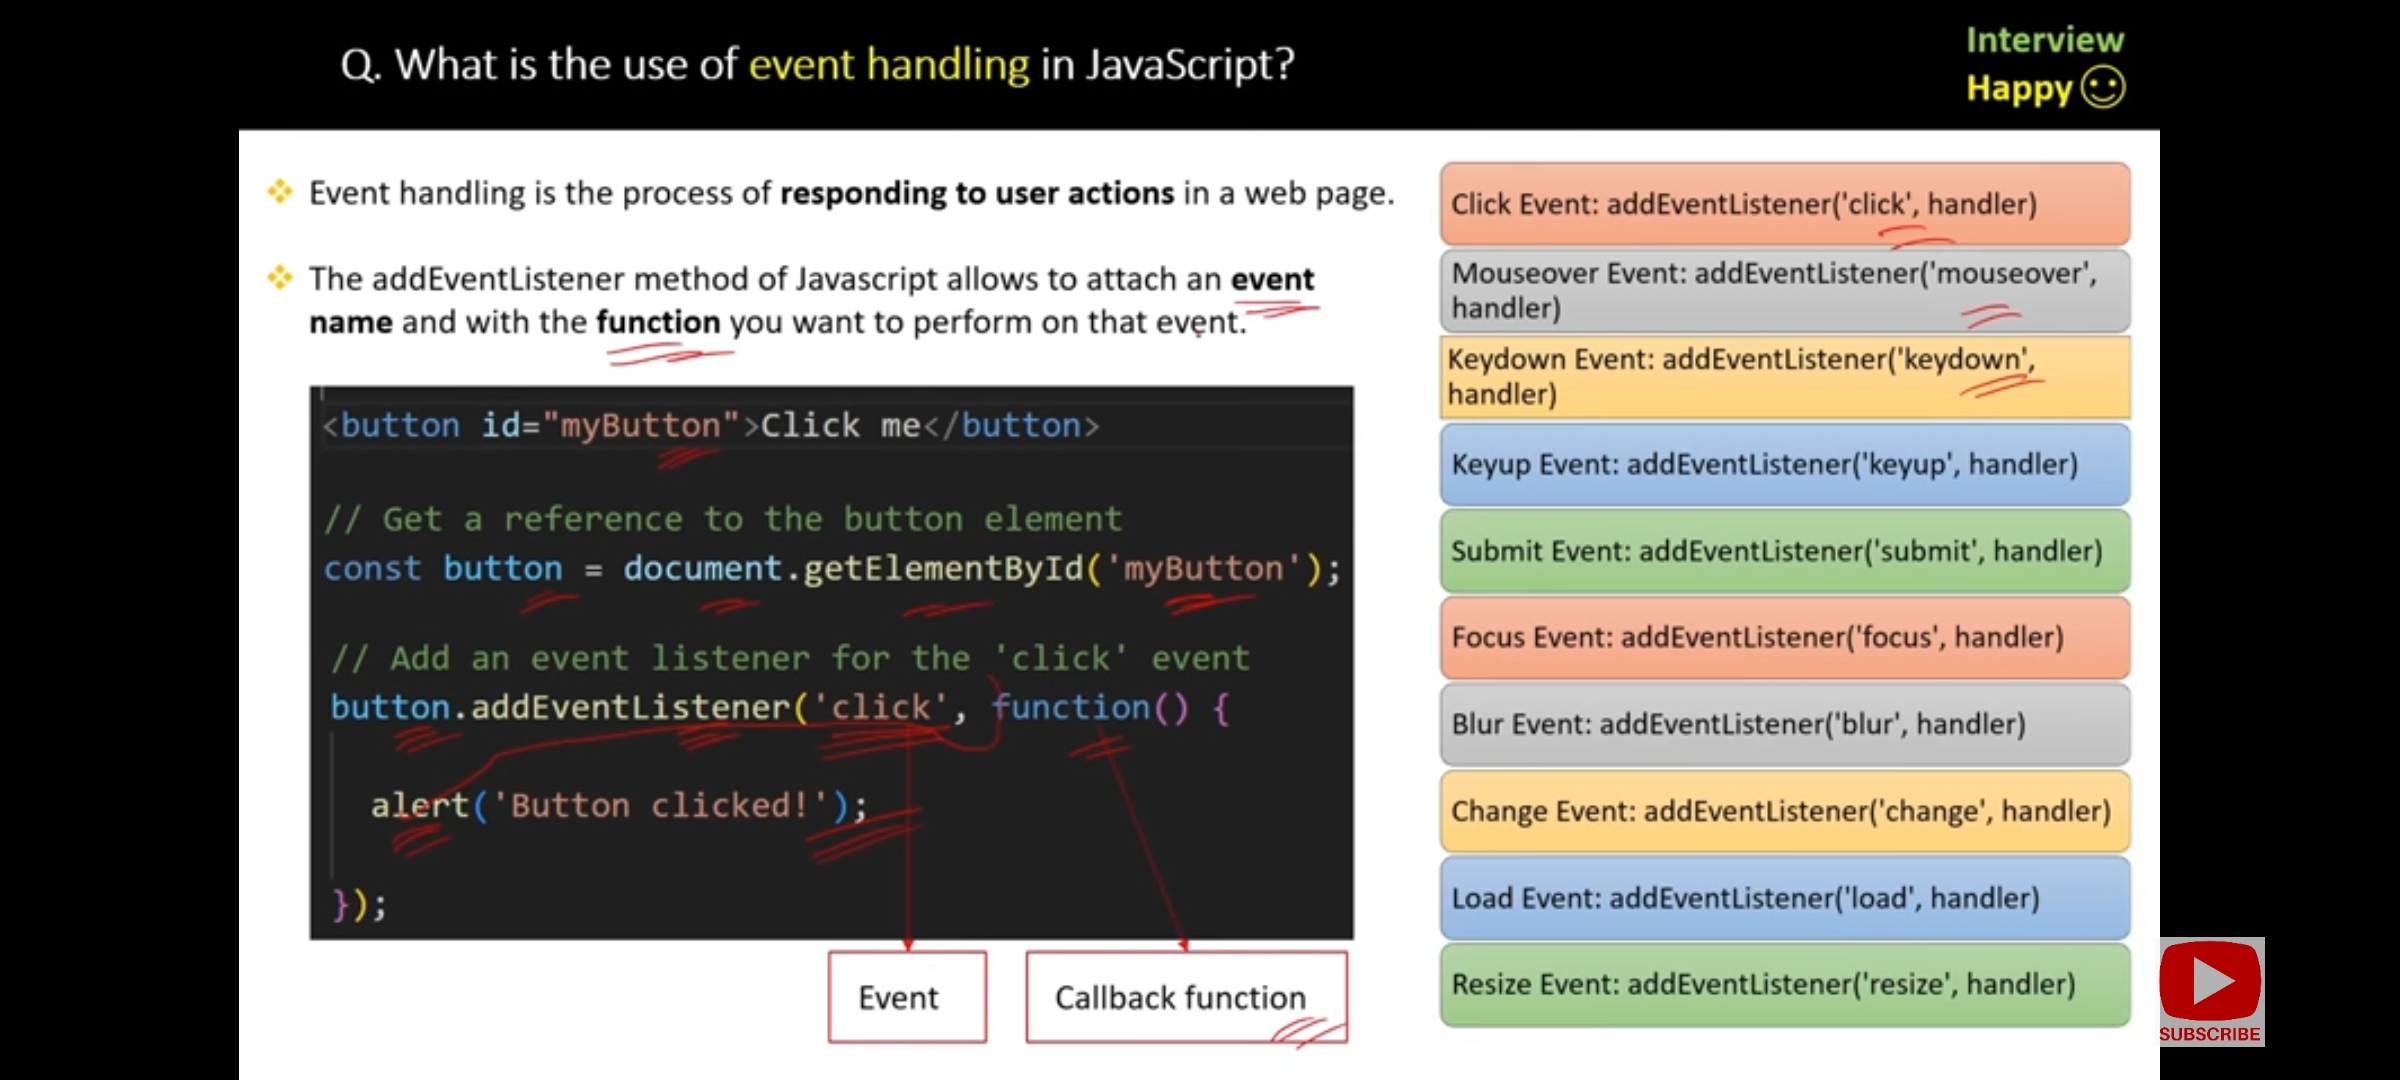 Q. What is the use of event handling in JavaScript?
Interview
Happy
Event handling is the process of responding to user actions in a web page.
The addEventListener method of Javascript allows to attach an event
name and with the function you want to perform on that event.
<button id="myButton">Click me</button>
// Get a reference to the button element
const button = document.getElementById('myButton');
// Add an event listener for the 'click' event
button.addEventListener('click', function() {
alert('Button clicked!');
});
Event
Callback function
Click Event: addEventListener('click', handler)
Mouseover Event: addEventListener('mouseover',
handler)
Keydown Event: addEventListener('keydown',
handler)
Keyup Event: addEventListener('keyup', handler)
Submit Event: addEventListener('submit', handler)
Focus Event: addEventListener('focus', handler)
Blur Event: addEventListener('blur', handler)
Change Event: addEventListener('change', handler)
Load Event: addEventListener('load', handler)
Resize Event: addEventListener('resize', handler)
SUBSCRIBE